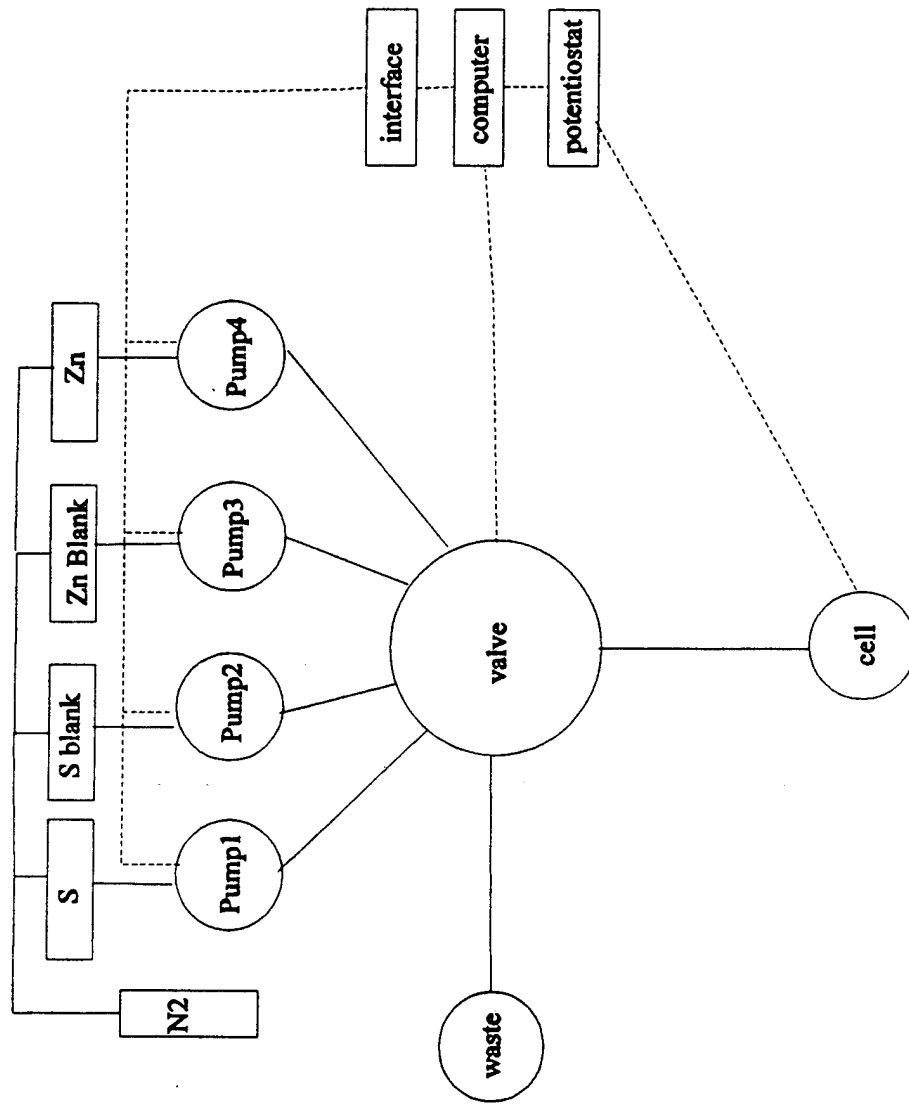 N2
S
S blank
Zn Blank
Zn
Pump1
Pump2
Pump3
Pump4
interface
computer
potentiostat
valve
waste
cell